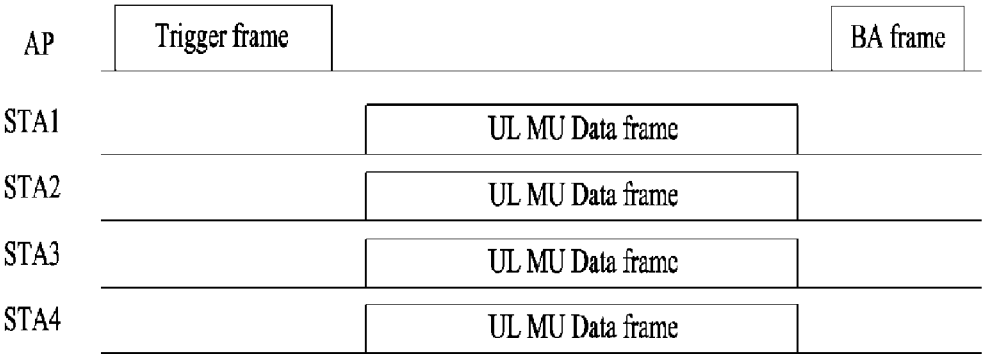 AP Trigger frame BA frame
STA1 UL MU Data frame
STA2 UL MU Data frame
STA3 UL MU Data frame
STA4 UL MU Data frame